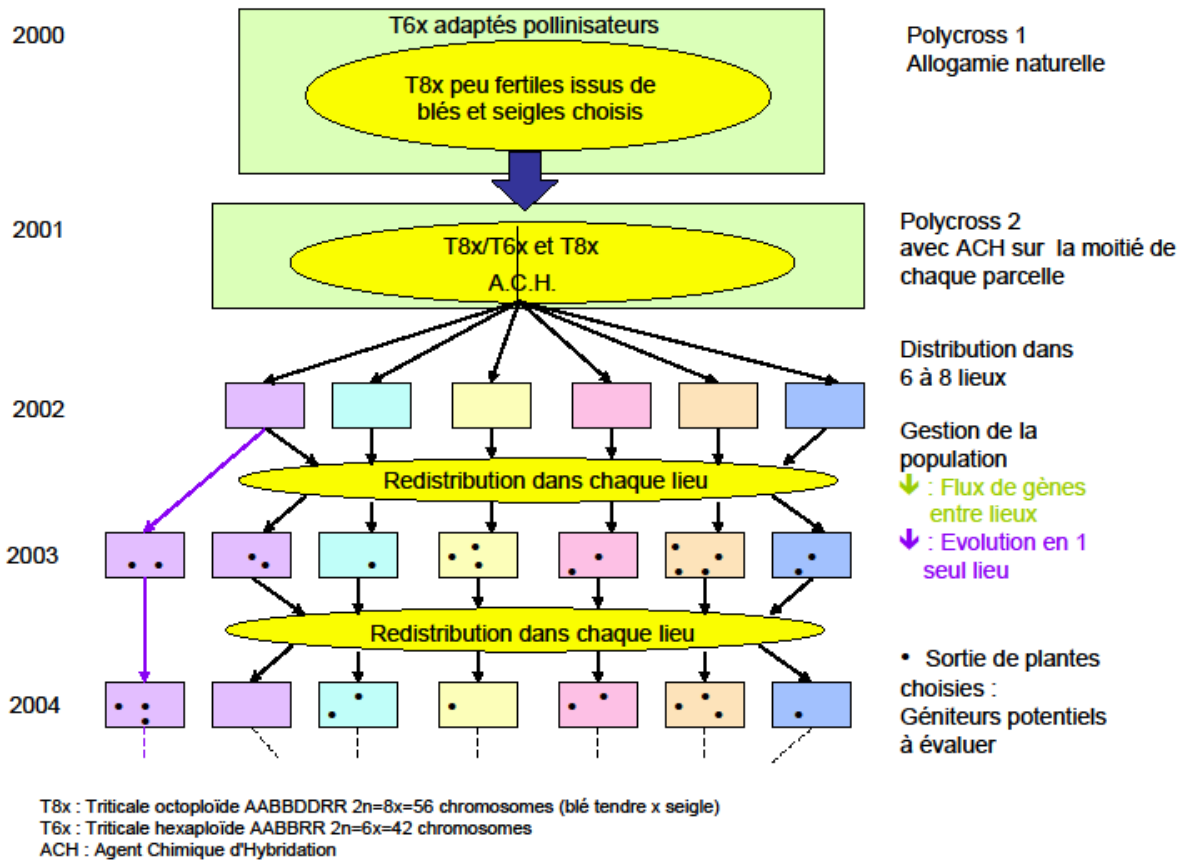 2000
T6x adaptés pollinisateurs
T8x peu fertiles issus de
blés et seigles choisis
Polycross 1
Allogamie naturelle
2001
T8x/T6x et T8x
A.C.H.
Polycross 2
avec ACH sur la moitié de
chaque parcelle
Distribution dans
6 à 8 lieux
2002
Gestion de la
population
: Flux de gènes
entre lieux
: Evolution en 1
seul lieu
Redistribution dans chaque lieu
2003
Redistribution dans chaque lieu
2004
• Sortie de plantes
choisies :
Géniteurs potentiels
à évaluer
T8x : Triticale octoploïde AABBDDRR 2n=8x=56 chromosomes (blé tendre x seigle)
T6x : Triticale hexaploïde AABBRR 2n=6x=42 chromosomes
ACH : Agent Chimique d'Hybridation